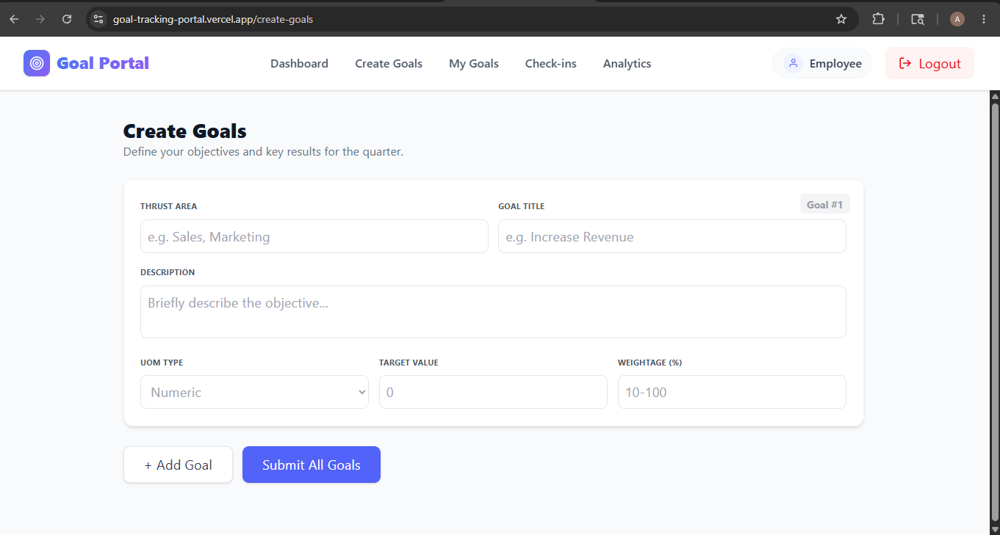 goal-tracking-portal.vercel.app/create-goals
A
Goal Portal
Dashboard
Create Goals
My Goals
Check-ins
Analytics
Employee
Logout
Create Goals
Define your objectives and key results for the quarter.
Goal #1
THRUST AREA
GOAL TITLE
e.g. Sales, Marketing
e.g. Increase Revenue
DESCRIPTION
Briefly describe the objective...
UOM TYPE
TARGET VALUE
WEIGHTAGE (%)
Numeric
0
10-100
+ Add Goal
Submit All Goals